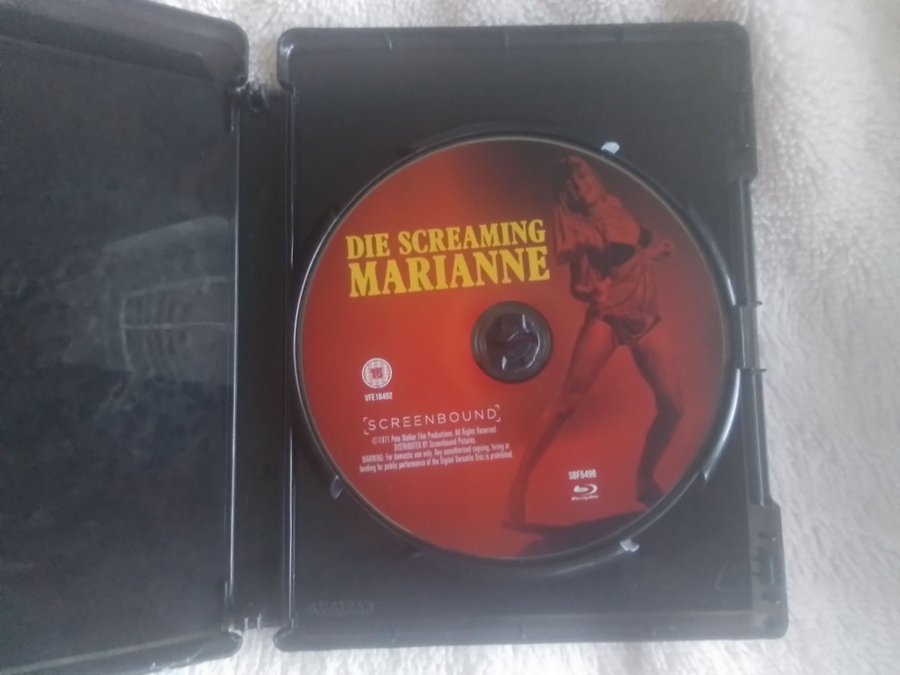 DIE SCREAMING
MARIANNE
15
VFE18492
SCREENBOUND
©1971 Pete Walker Film Productions. All Rights Reserved.
DISTRIBUTED BY Screenbound Pictures.
WARNING: For domestic use only. Any unauthorised copying, hiring or
lending for public performance of the Digital Versatile Disc is prohibited.
Blu-ray Disc